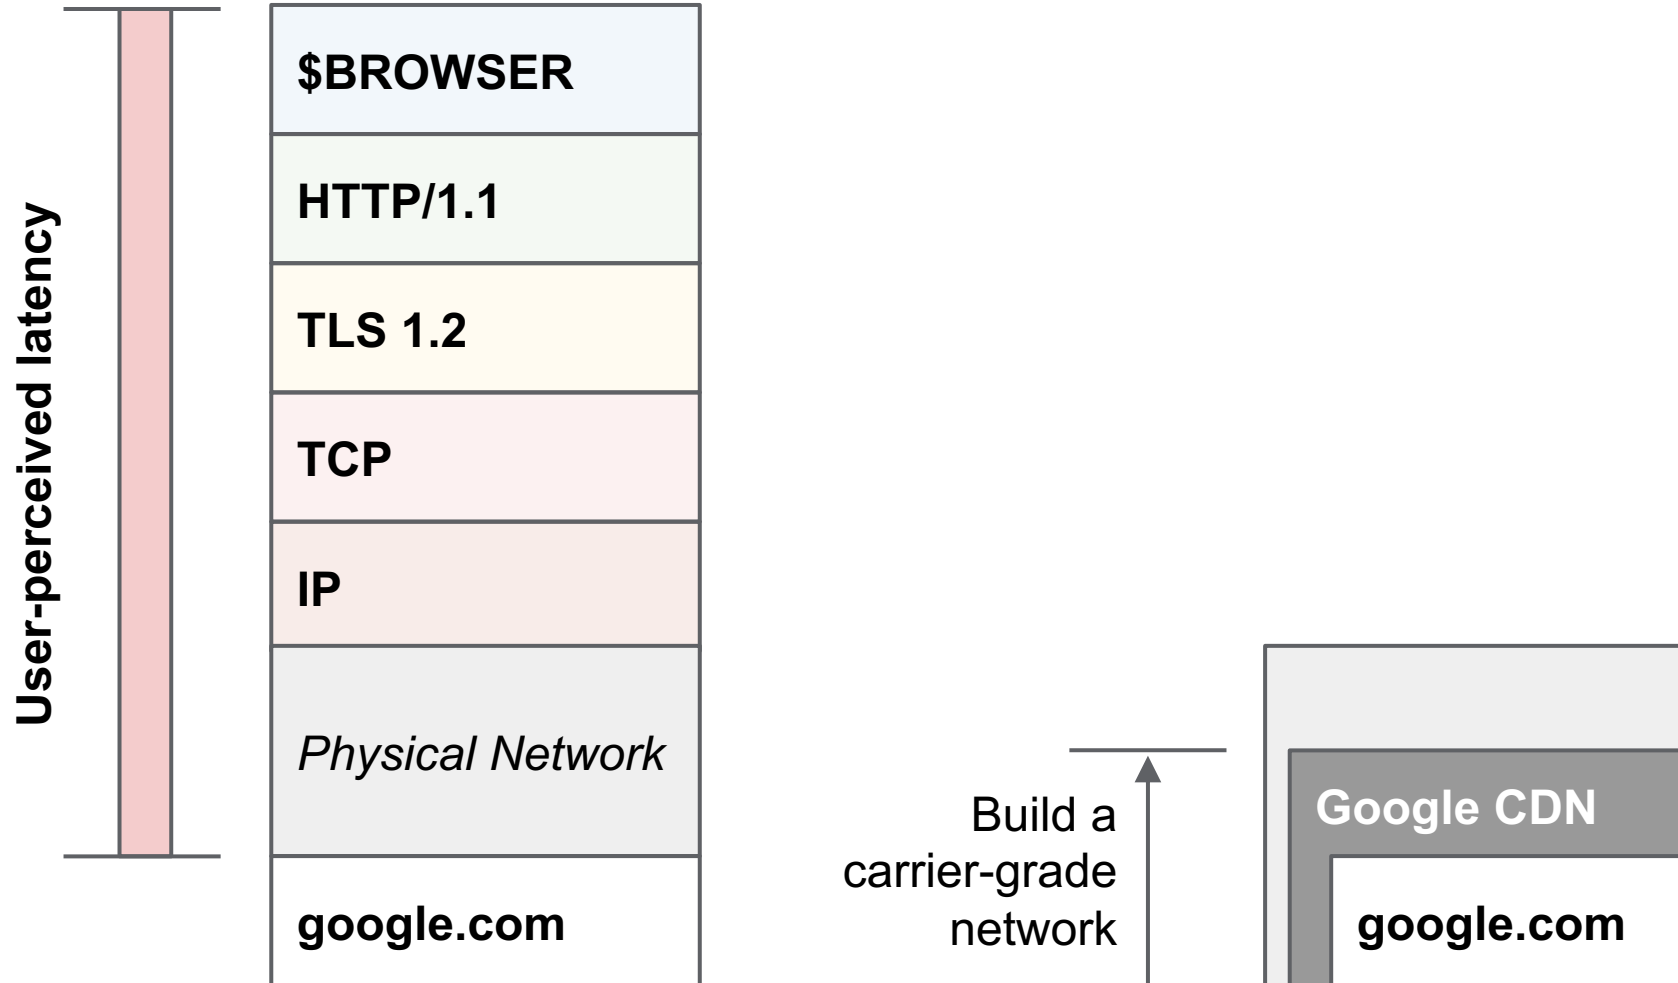 User-perceived latency
$BROWSER
HTTP/1.1
TLS 1.2
TCP
IP
Physical Network
google.com
Build a
carrier-grade
network
Google CDN
google.com